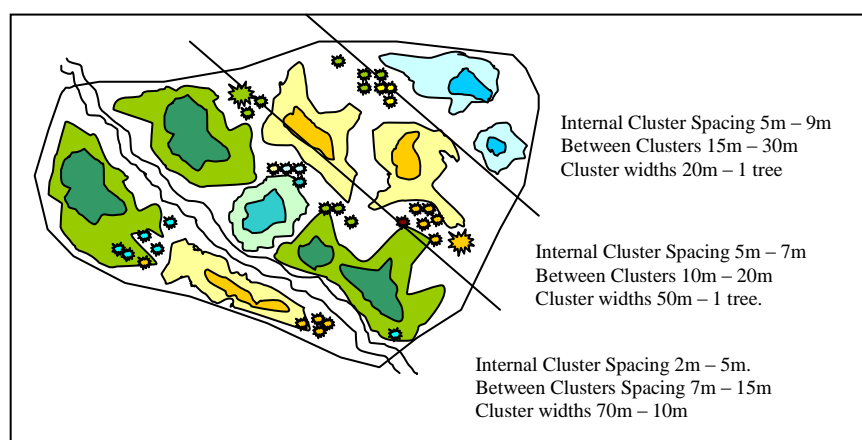 Internal Cluster Spacing 5m – 9m
Between Clusters 15m – 30m
Cluster widths 20m – 1 tree
Internal Cluster Spacing 5m – 7m
Between Clusters 10m – 20m
Cluster widths 50m – 1 tree.
Internal Cluster Spacing 2m – 5m.
Between Clusters Spacing 7m – 15m
Cluster widths 70m – 10m